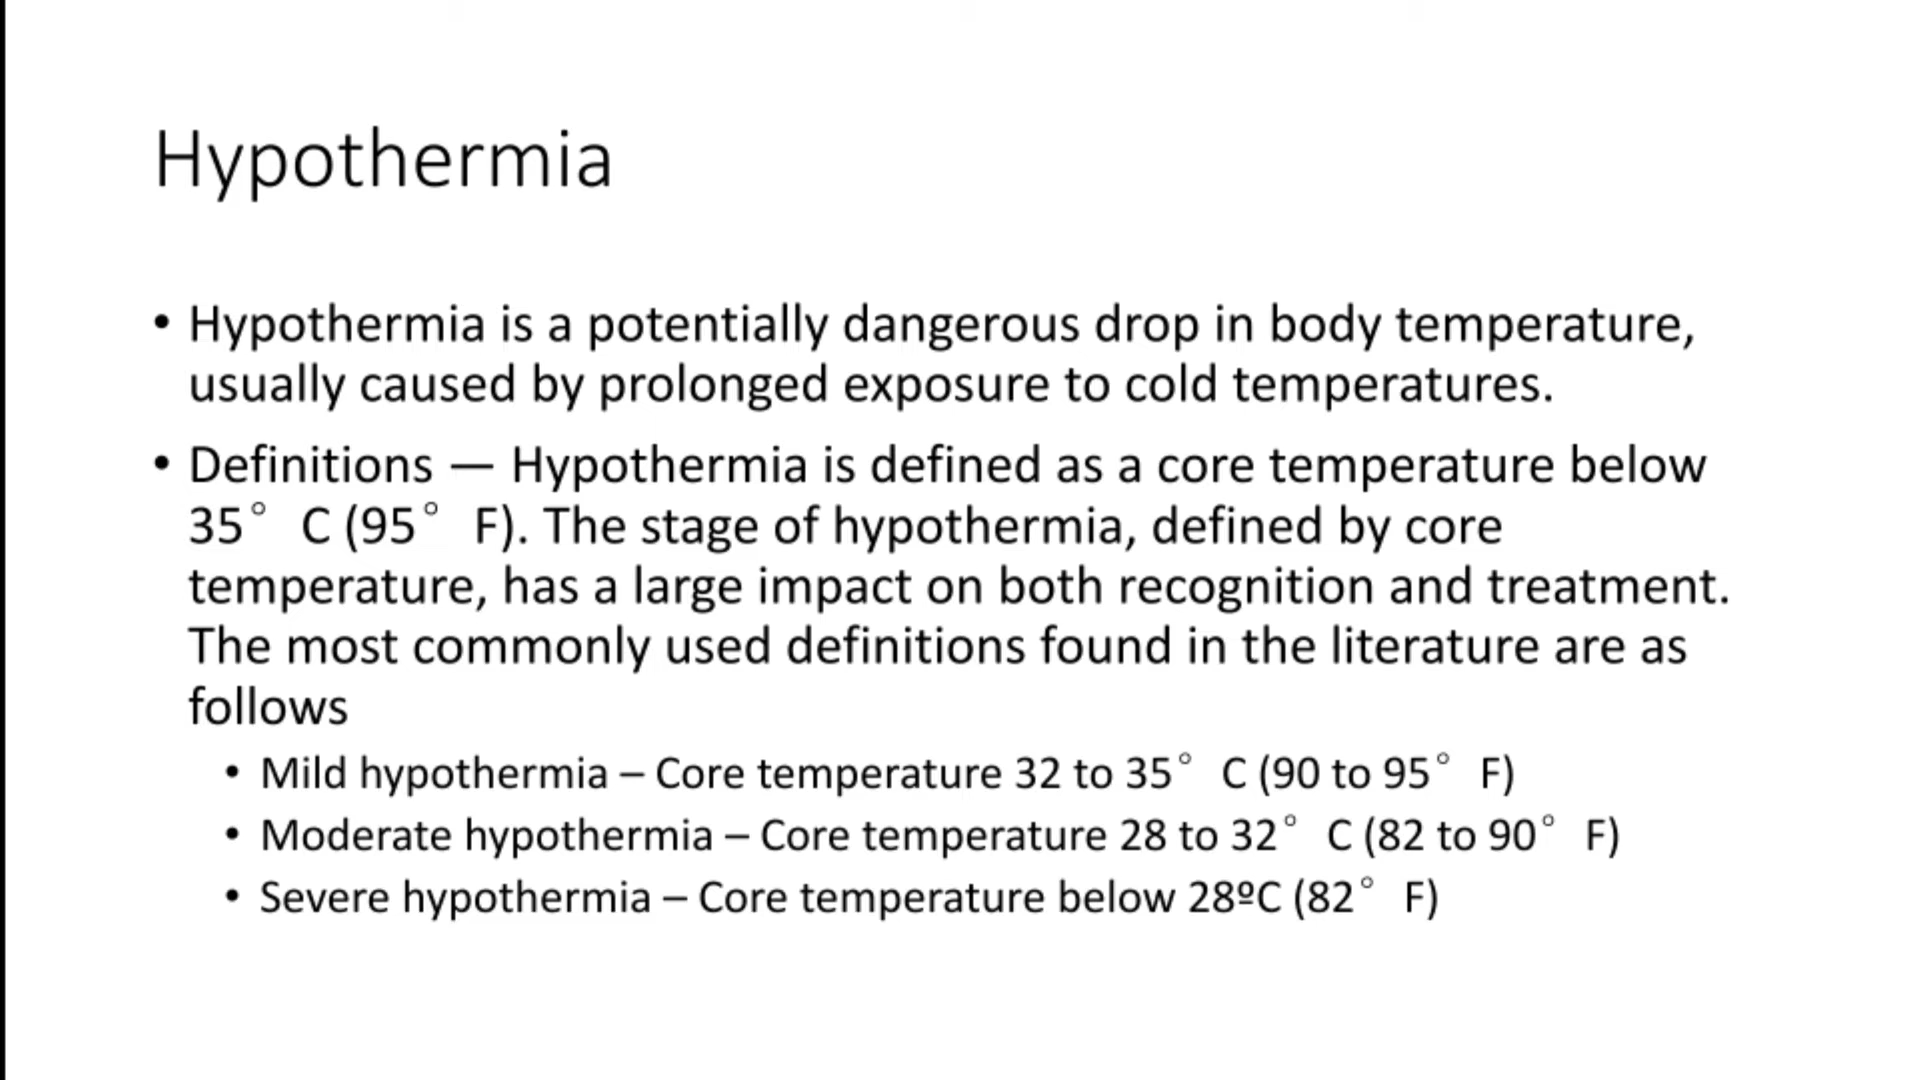 Hypothermia
• Hypothermia is a potentially dangerous drop in body temperature,
usually caused by prolonged exposure to cold temperatures.
• Definitions — Hypothermia is defined as a core temperature below
35° C (95° F). The stage of hypothermia, defined by core
temperature, has a large impact on both recognition and treatment.
The most commonly used definitions found in the literature are as
follows
• Mild hypothermia – Core temperature 32 to 35° C (90 to 95° F)
• Moderate hypothermia – Core temperature 28 to 32° C (82 to 90° F)
• Severe hypothermia – Core temperature below 28ºC (82° F)